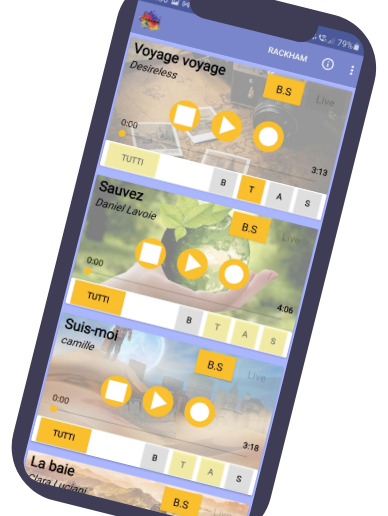 79%
RACKHAM
Voyage voyage
Desireless
B.S
Live
0:00
3:13
TUTTI
B T A S
Sauvez
Daniel Lavoie
B.S
Live
0:00
4:06
TUTTI
B T A S
Suis-moi
camille
B.S
Live
0:00
3:18
TUTTI
B T A S
La baie
Clara Luciani
B.S